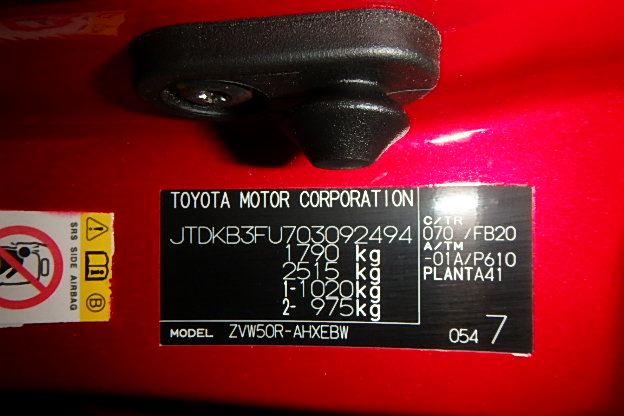 TOYOTA MOTOR CORPORATION
JTDKB3FU703092494
1790 kg
2515 kg
1-1020kg
2- 975kg
MODEL ZVW50R-AHXEBW
C/TR
070 /FB20
A/TM
-01A/P610
PLANTA41
054 7
SRS SIDE AIRBAG
B